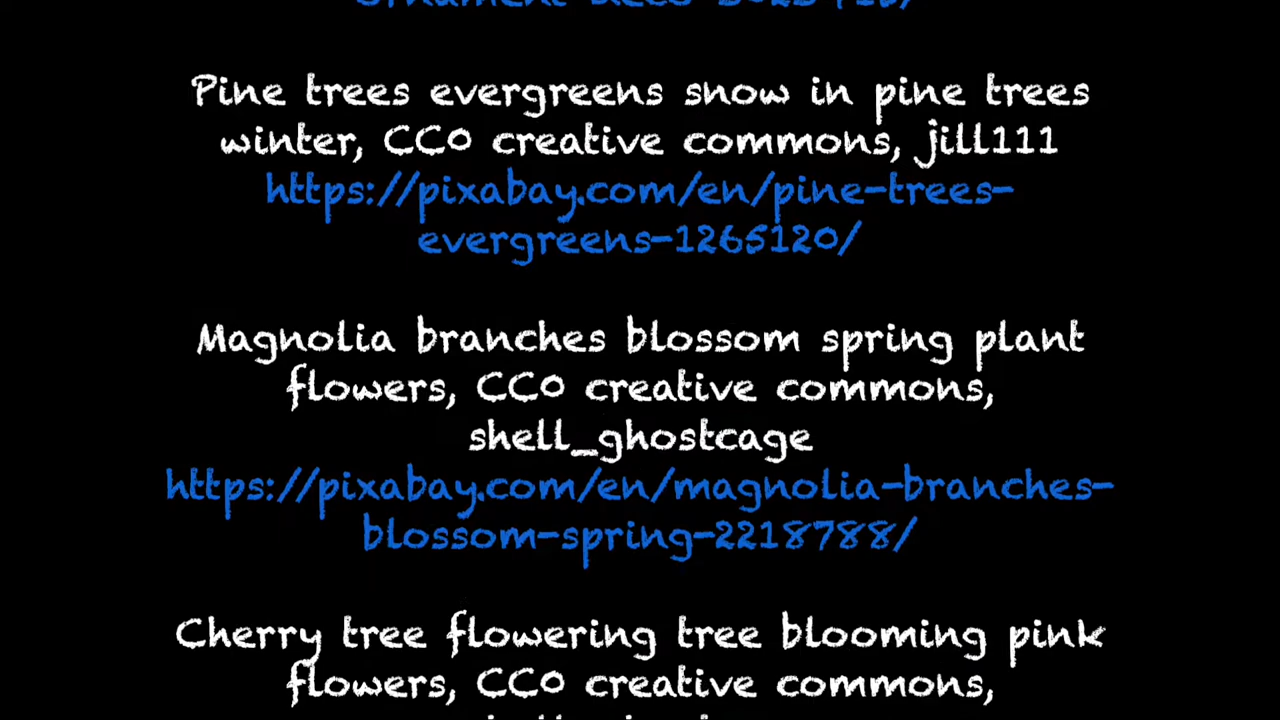 Pine trees evergreens snow in pine trees
winter, CC0 creative commons, jill111
https://pixabay.com/en/pine-trees-
evergreens-1265120/
Magnolia branches blossom spring plant
flowers, CC0 creative commons,
shell_ghostcage
https://pixabay.com/en/magnolia-branches-
blossom-spring-2218788/
Cherry tree flowering tree blooming pink
flowers, CC0 creative commons,